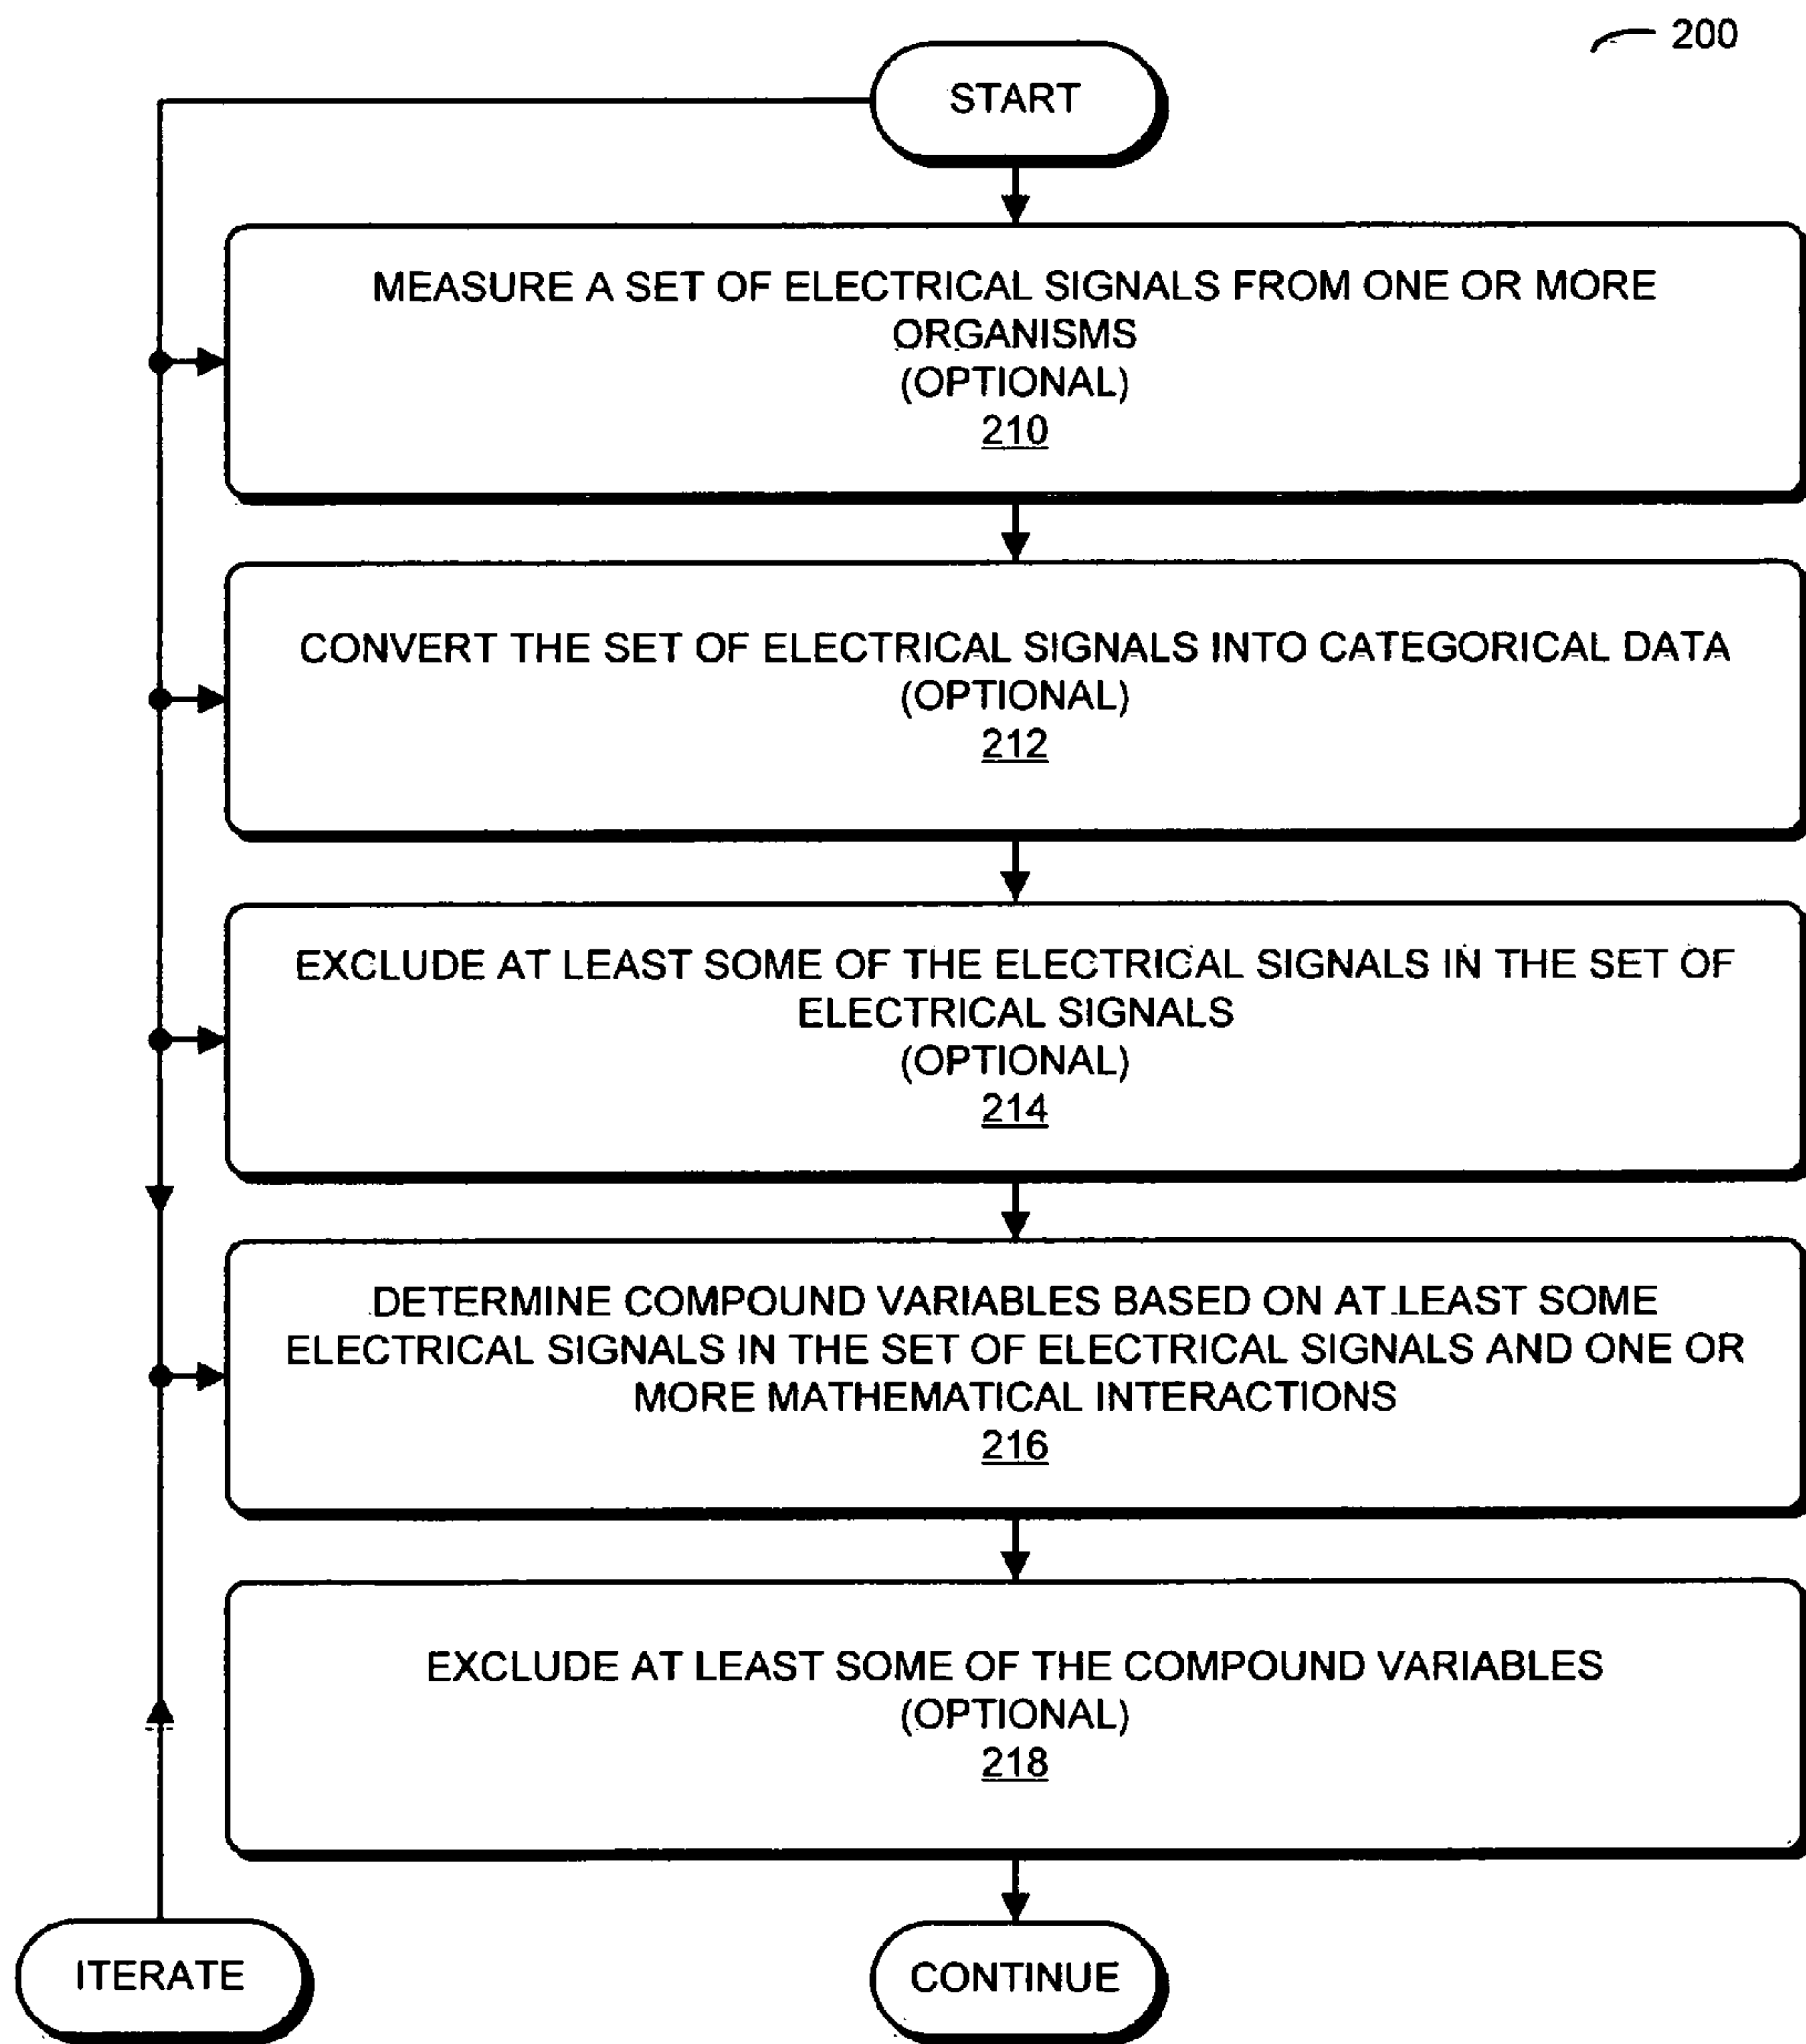 200
START
MEASURE A SET OF ELECTRICAL SIGNALS FROM ONE OR MORE
ORGANISMS
(OPTIONAL)
210
CONVERT THE SET OF ELECTRICAL SIGNALS INTO CATEGORICAL DATA
(OPTIONAL)
212
EXCLUDE AT LEAST SOME OF THE ELECTRICAL SIGNALS IN THE SET OF
ELECTRICAL SIGNALS
(OPTIONAL)
214
DETERMINE COMPOUND VARIABLES BASED ON AT LEAST SOME
ELECTRICAL SIGNALS IN THE SET OF ELECTRICAL SIGNALS AND ONE OR
MORE MATHEMATICAL INTERACTIONS
216
EXCLUDE AT LEAST SOME OF THE COMPOUND VARIABLES
(OPTIONAL)
218
ITERATE
CONTINUE